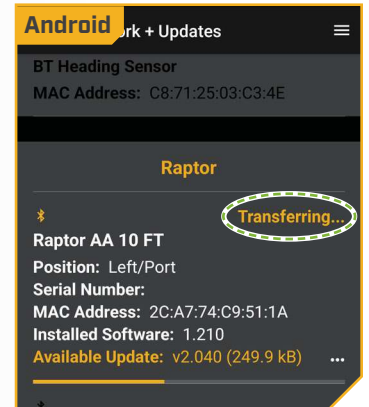 Android
ork + Updates
BT Heading Sensor
MAC Address: C8:71:25:03:C3:4E
Raptor
Transferring...
Raptor AA 10 FT
Position: Left/Port
Serial Number:
MAC Address: 2C:A7:74:C9:51:1A
Installed Software: 1.210
Available Update: v2.040 (249.9 kB)